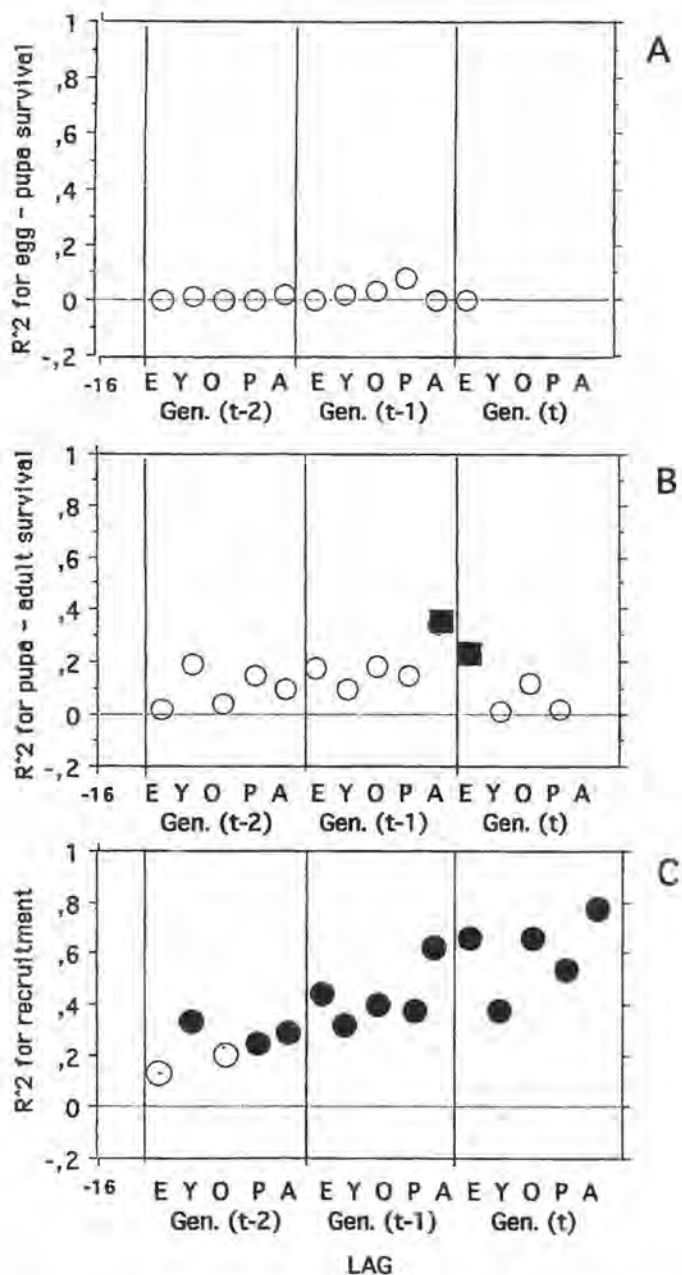 A
R^2 for egg - pupa survival
1
,8
,6
,4
,2
0
-,2
-16 E Y O P A E Y O P A E Y O P A
Gen. (t-2) Gen. (t-1) Gen. (t)
B
R^2 for pupa - adult survival
1
,8
,6
,4
,2
0
-,2
-16 E Y O P A E Y O P A E Y O P A
Gen. (t-2) Gen. (t-1) Gen. (t)
C
R^2 for recruitment
1
,8
,6
,4
,2
0
-,2
-16 E Y O P A E Y O P A E Y O P A
Gen. (t-2) Gen. (t-1) Gen. (t)
LAG